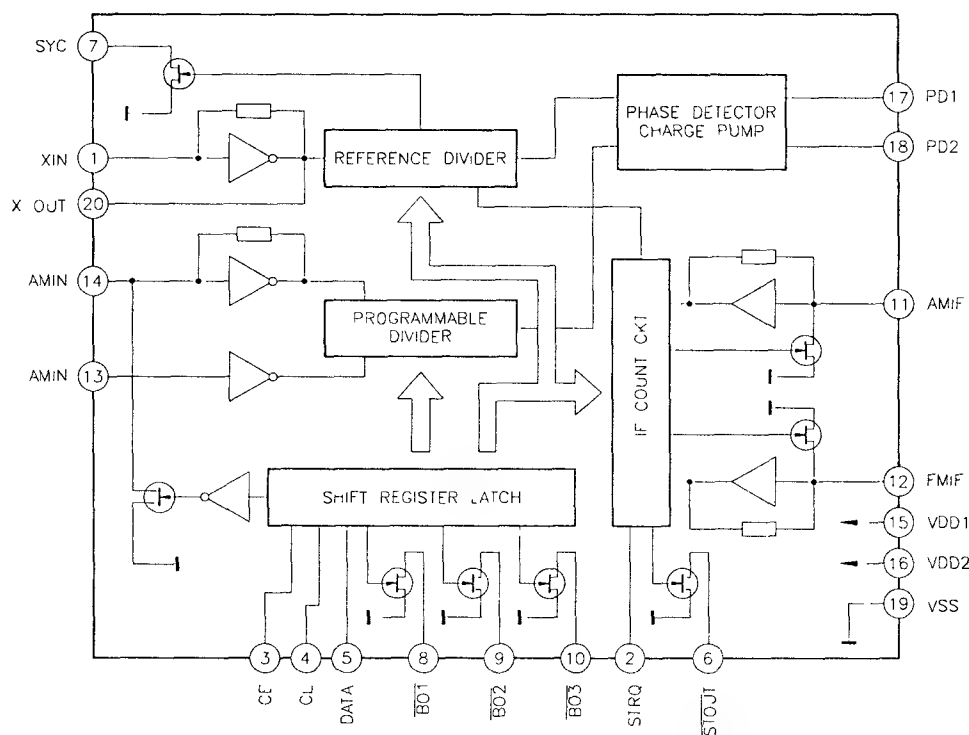 SYC 7
XIN 1
X OUT 20
AMIN 14
AMIN 13
REFERENCE DIVIDER
PHASE DETECTOR
CHARGE PUMP
17 PD1
18 PD2
PROGRAMMABLE
DIVIDER
IF COUNT CKT
11 AMIF
12 FMIF
15 VDD1
16 VDD2
19 VSS
SHIFT REGISTER LATCH
3 4 5 8 9 10 2 6
CE
CL
DATA
BO1
BO2
BO3
STRQ
STOUT